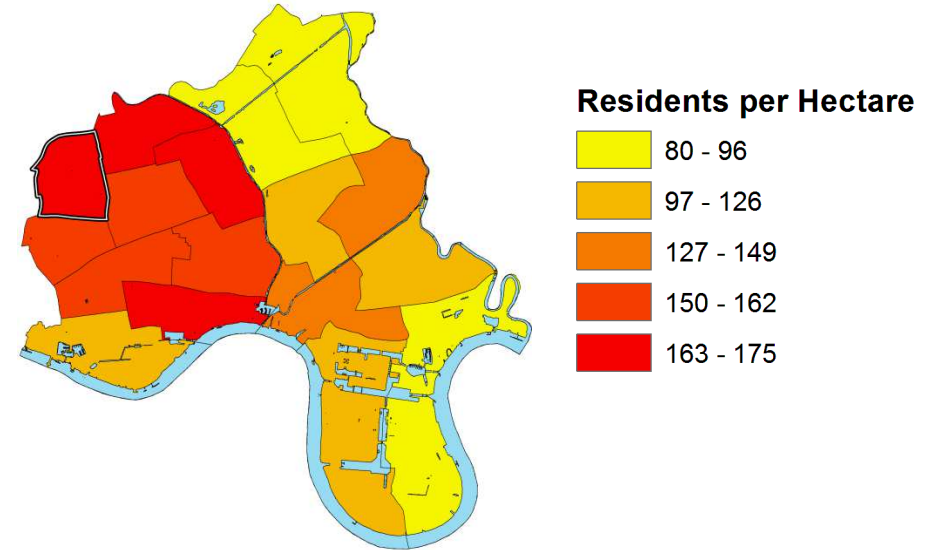 Residents per Hectare
80 - 96
97 - 126
127 - 149
150 - 162
163 - 175